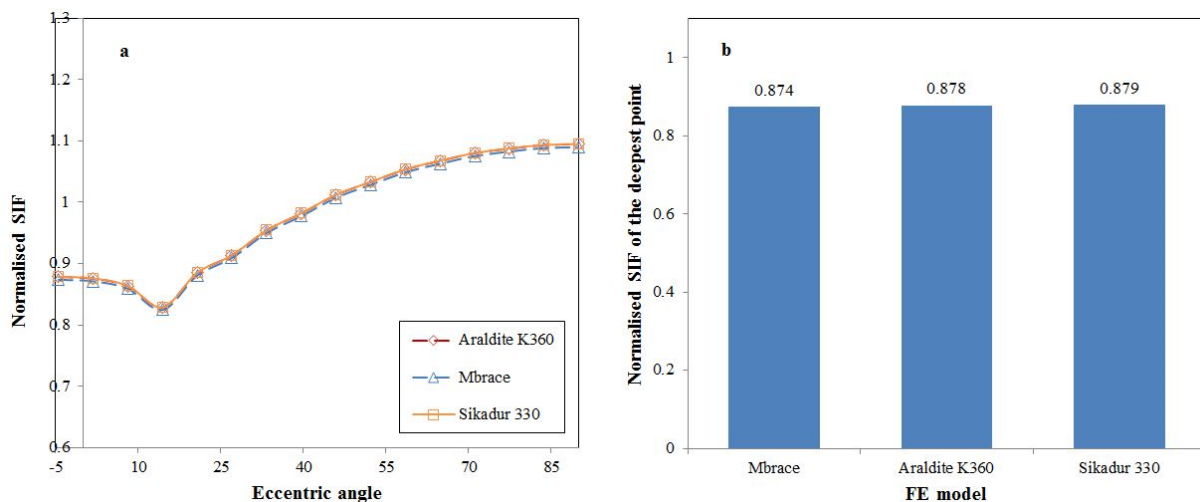 a
Normalised SIF
1.3
1.2
1.1
1
0.9
0.8
0.7
0.6
-5 10 25 40 55 70 85
Eccentric angle
Araldite K360
Mbrace
Sikadur 330
b
Normalised SIF of the deepest point
1
0.8
0.6
0.4
0.2
0
0.874 0.878 0.879
Mbrace Araldite K360 Sikadur 330
FE model